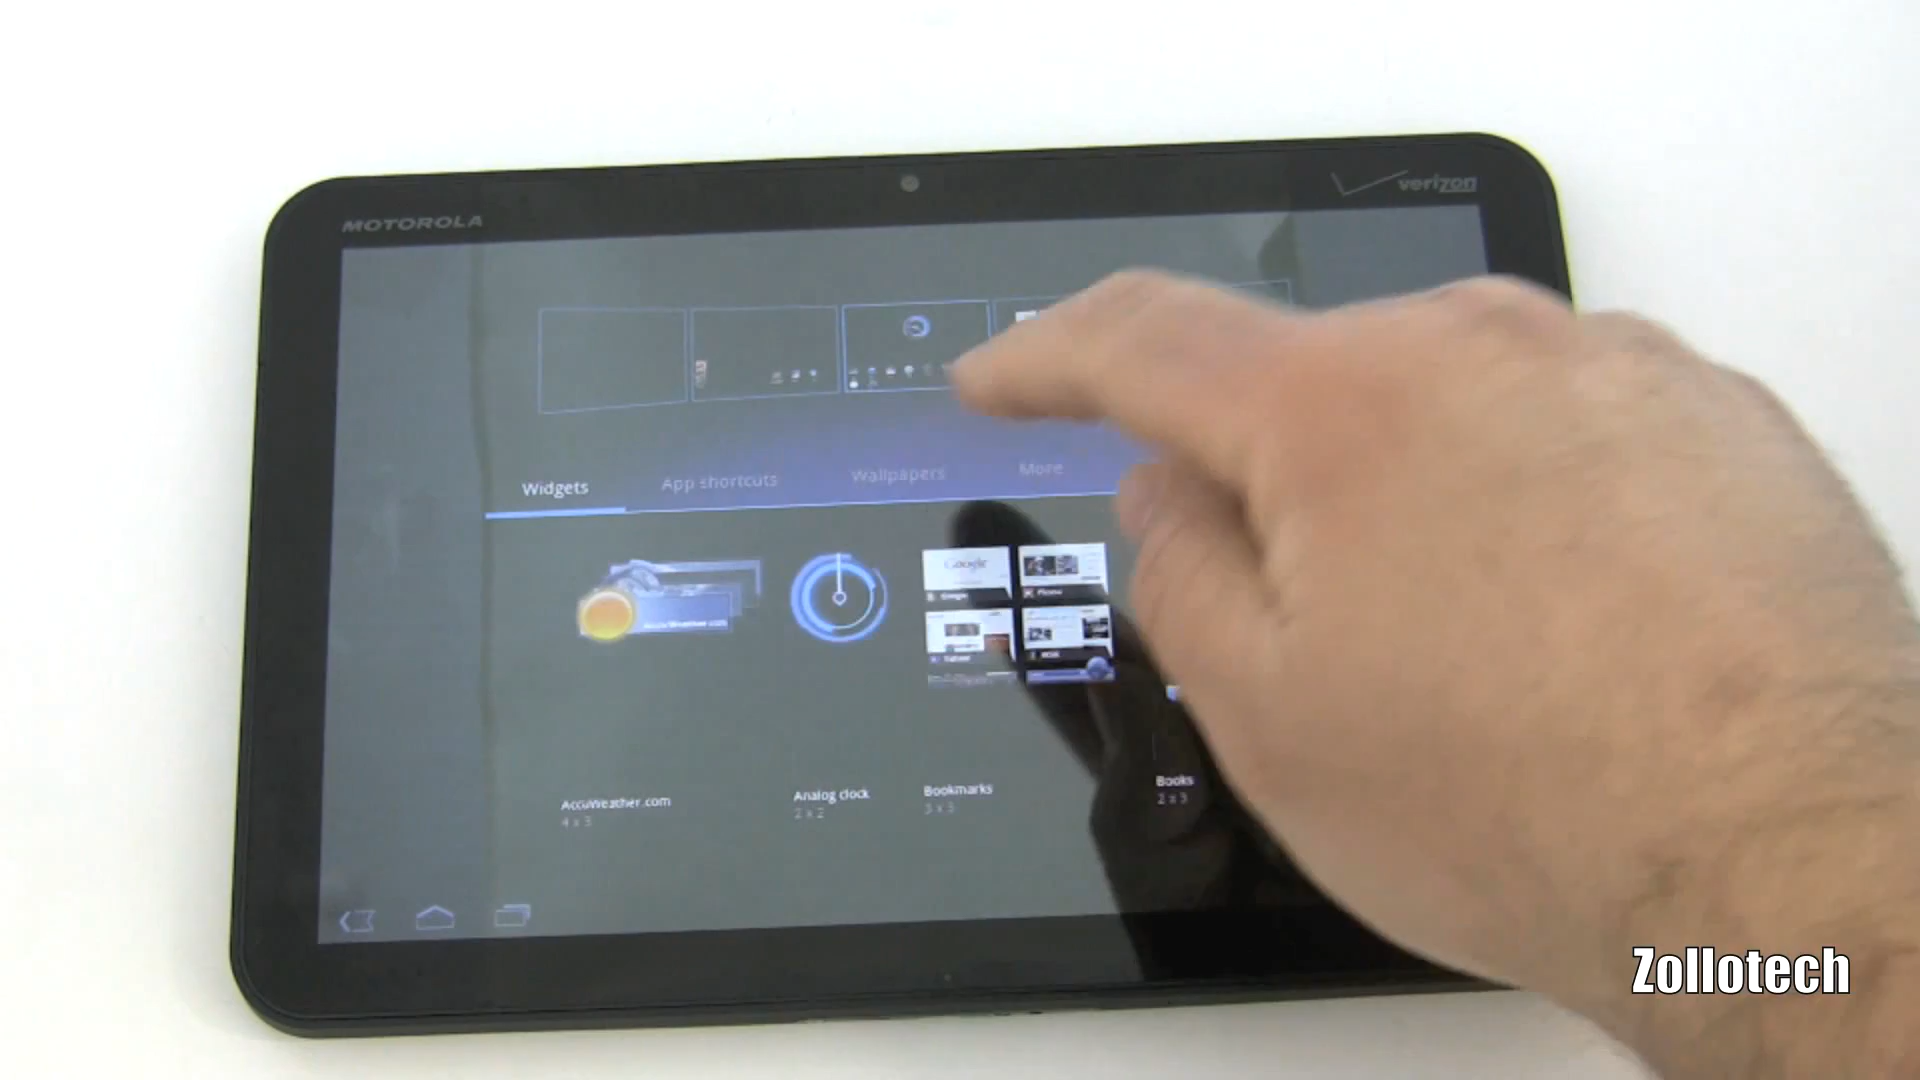 MOTOROLA
verizon
Widgets
App shortcuts
Wallpapers
More
Google
AccuWeather.com
4 x 3
Analog clock
2 x 2
Bookmarks
3 x 3
Books
2 x 3
Zollotech